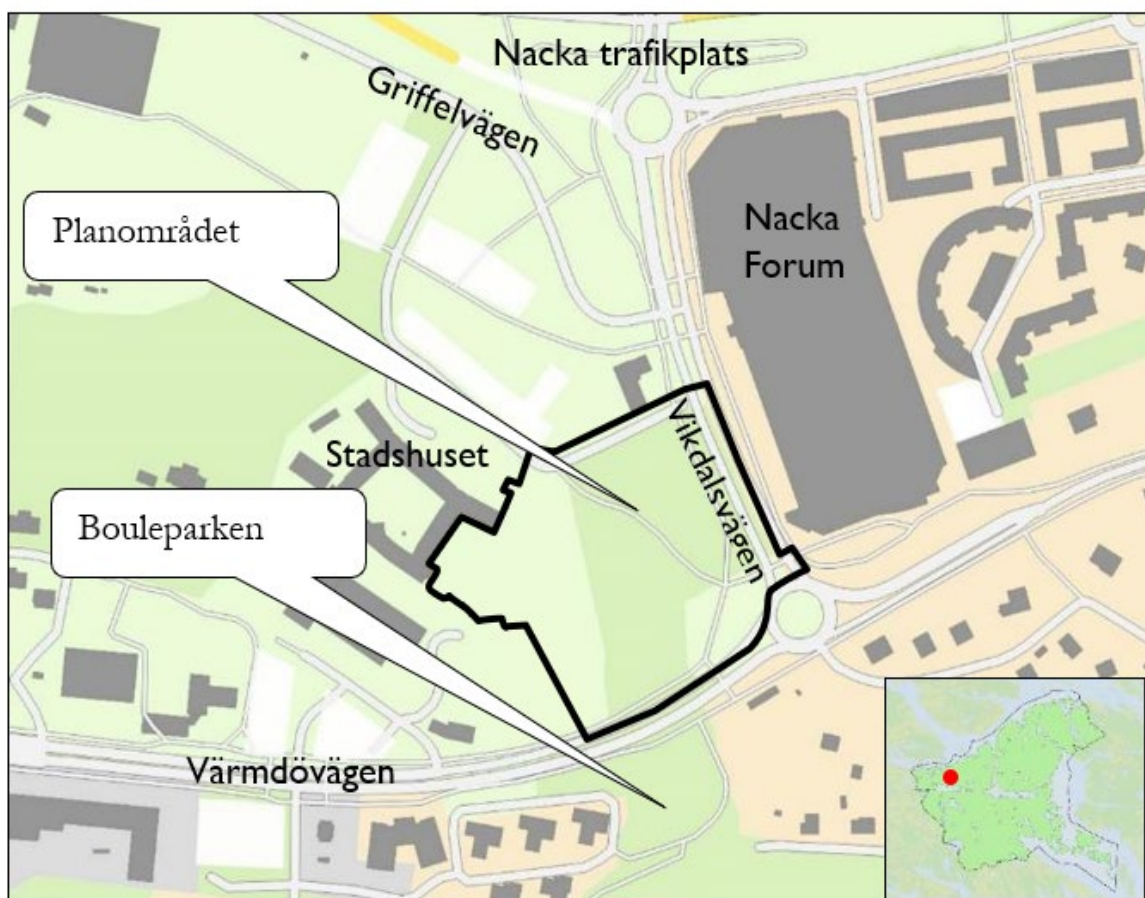 Nacka trafikplats
Griffelvägen
Planområdet
Nacka
Forum
Vikdalsvägen
Stadshuset
Bouleparken
Värmdövägen